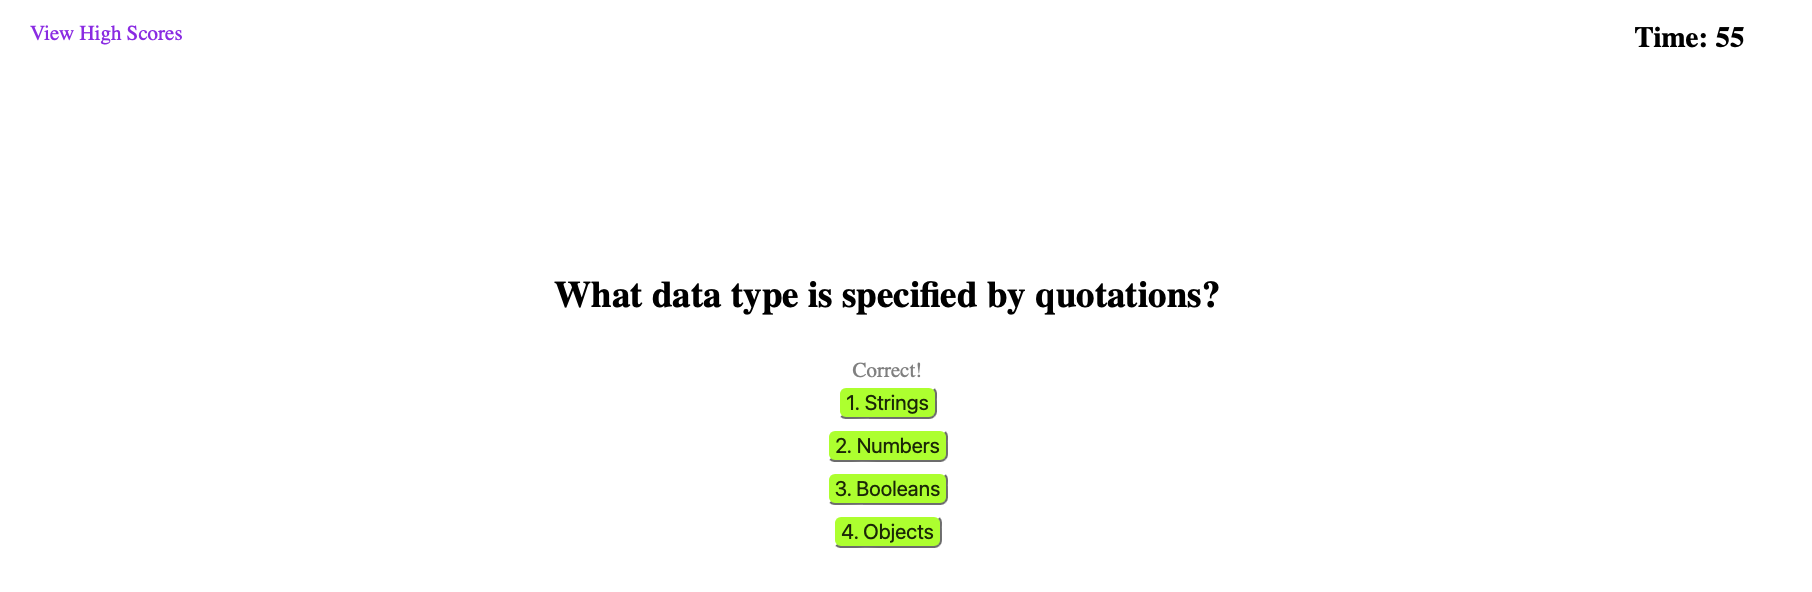 View High Scores
Time: 55
What data type is specified by quotations?
Correct!
1. Strings
2. Numbers
3. Booleans
4. Objects